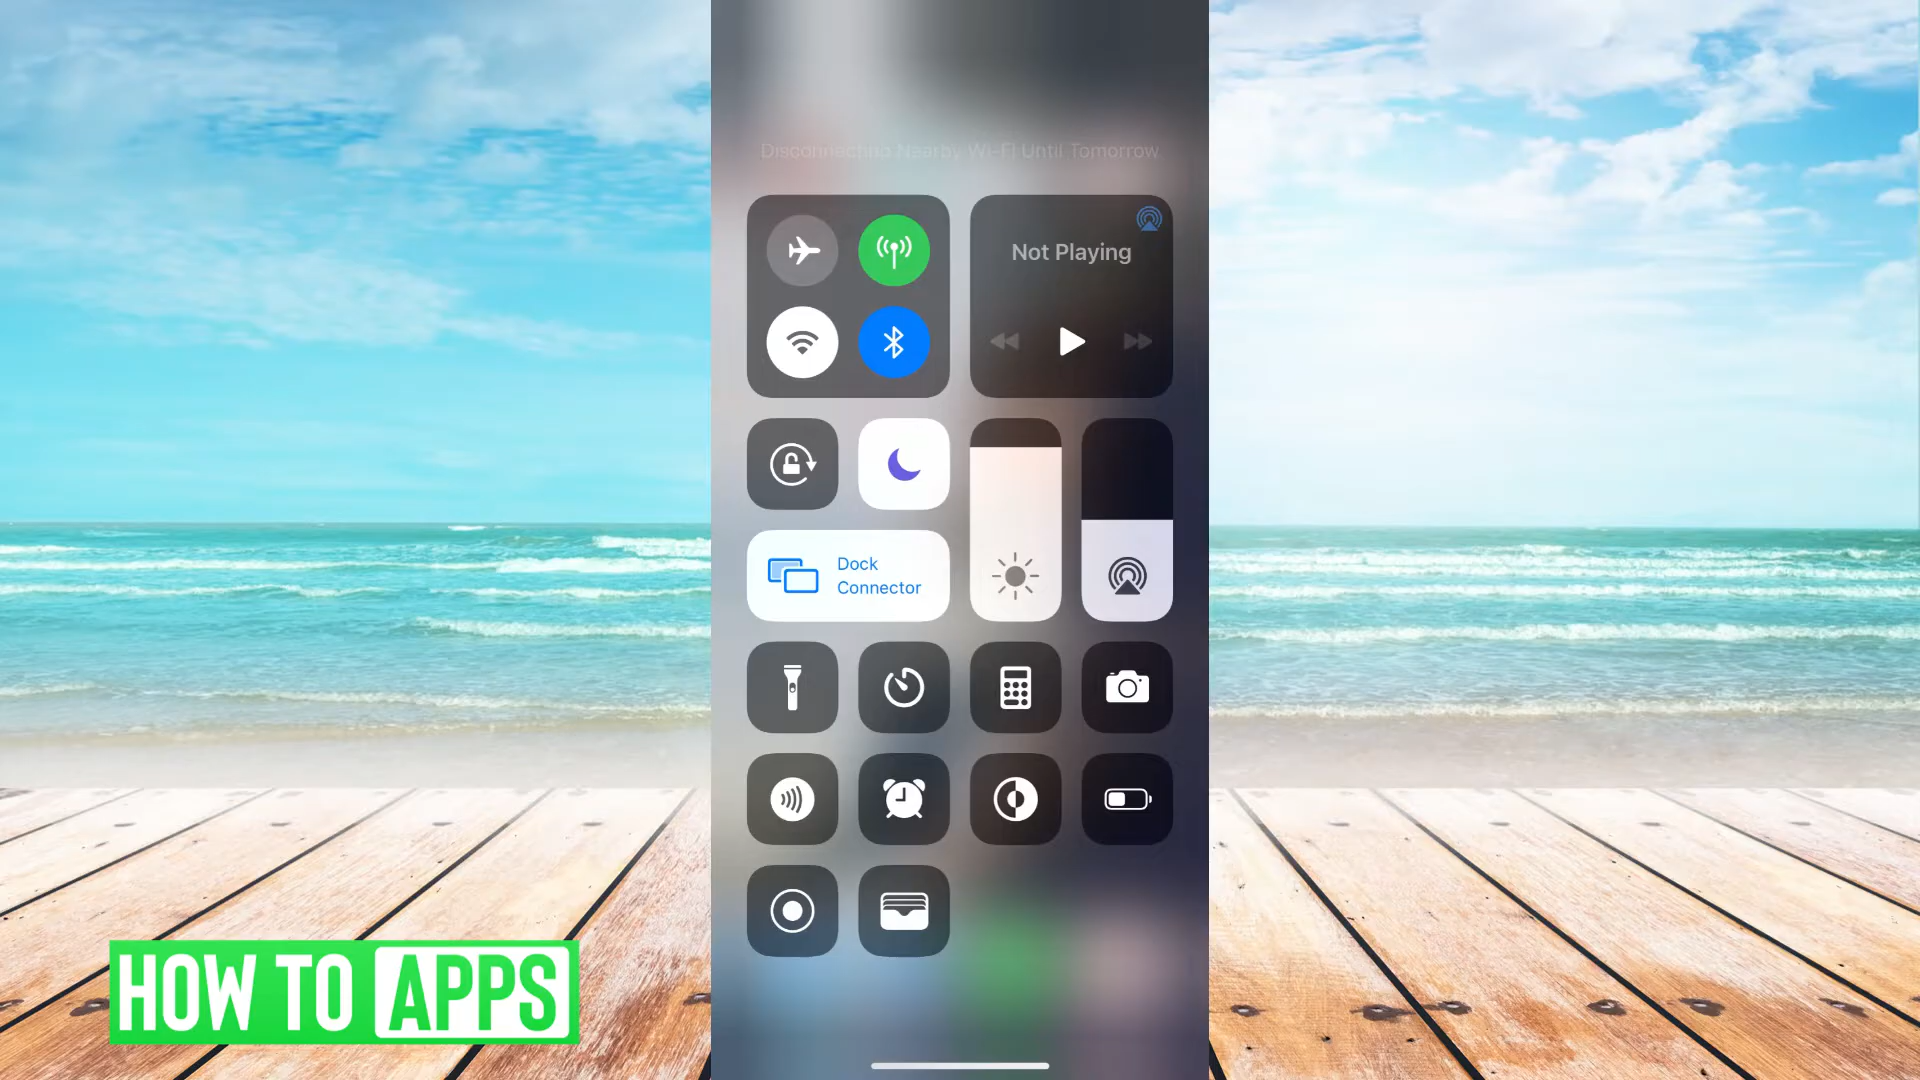 Disconnecting Nearby Wi-Fi Until Tomorrow
Not Playing
Dock
Connector
HOW TO APPS